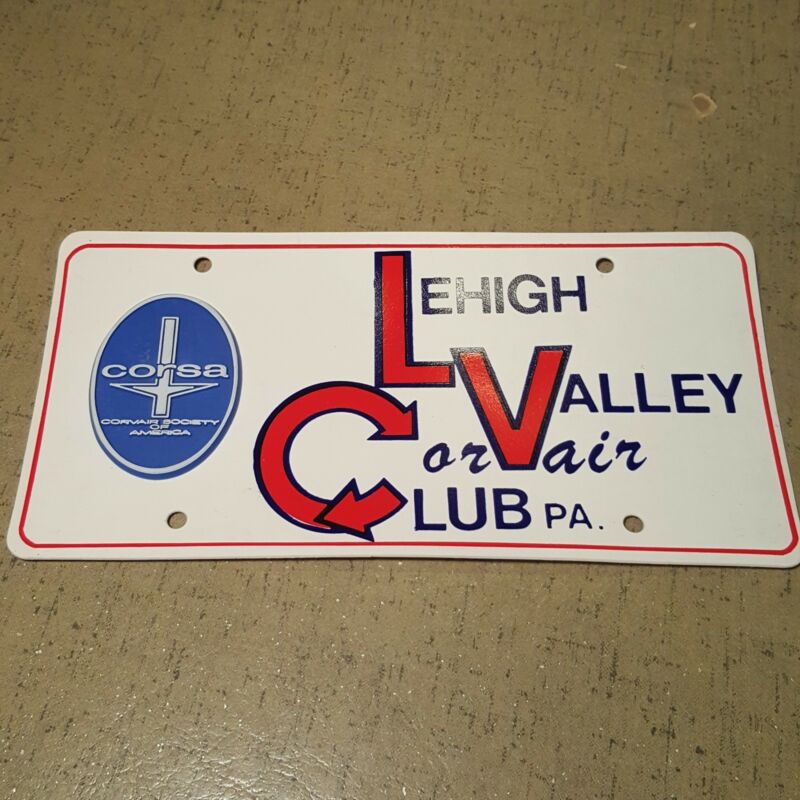 corsa
CORVAIR SOCIETY
OF
AMERICA
LEHIGH
VALLEY
CorVair
CLUB PA.